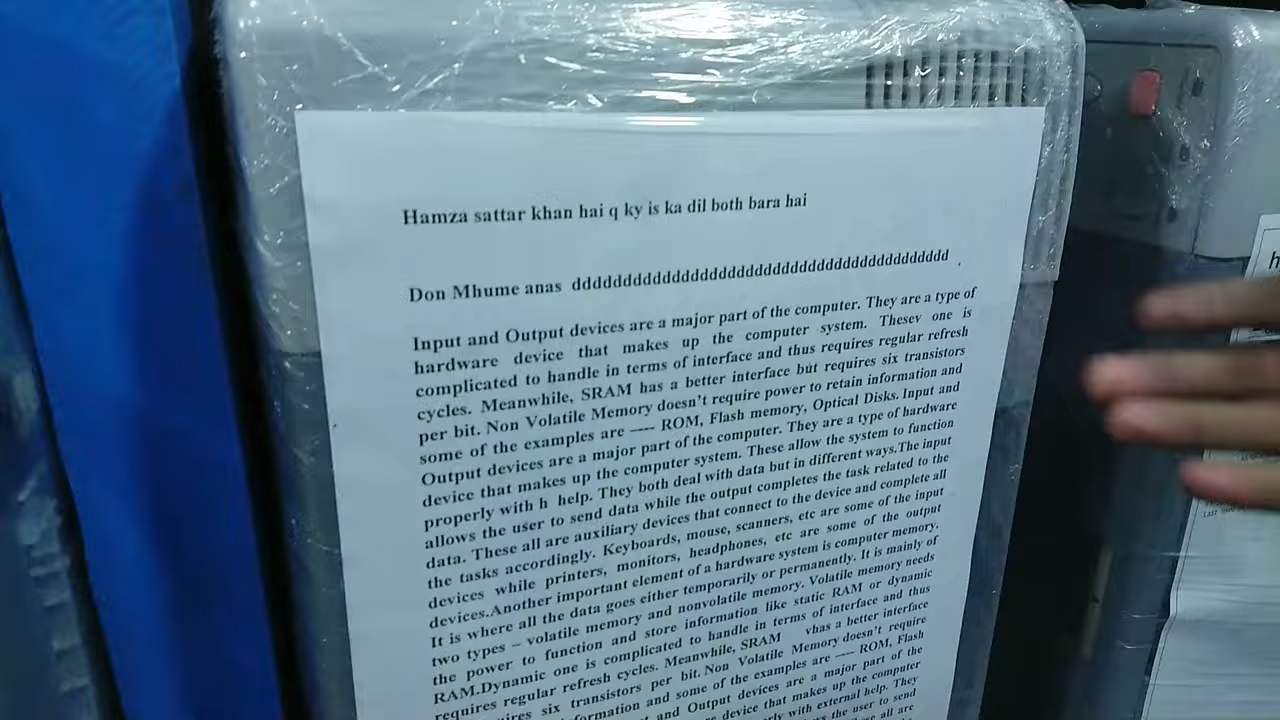 Hamza sattar khan hai q ky is ka dil both bara hai
Don Mhume anas ddddddddddddddddddddddddddddddddddddddddd .
Input and Output devices are a major part of the computer. They are a type of
hardware device that makes up the computer system. Thesev one is
complicated to handle in terms of interface and thus requires regular refresh
cycles. Meanwhile, SRAM has a better interface but requires six transistors
per bit. Non Volatile Memory doesn't require power to retain information and
some of the examples are ---- ROM, Flash memory, Optical Disks. Input and
Output devices are a major part of the computer. They are a type of hardware
device that makes up the computer system. These allow the system to function
properly with h help. They both deal with data but in different ways.The input
allows the user to send data while the output completes the task related to the
data. These all are auxiliary devices that connect to the device and complete all
the tasks accordingly. Keyboards, mouse, scanners, etc are some of the input
devices while printers, monitors, headphones, etc are some of the output
devices.Another important element of a hardware system is computer memory.
It is where all the data goes either temporarily or permanently. It is mainly of
two types – volatile memory and nonvolatile memory. Volatile memory needs
the power to function and store information like static RAM or dynamic
RAM.Dynamic one is complicated to handle in terms of interface and thus
requires regular refresh cycles. Meanwhile, SRAM vhas a better interface
six transistors per bit. Non Volatile Memory doesn't require
and some of the examples are ---- ROM, Flash
and Output devices are a major part of the
device that makes up the computer
with external help. They
the user to send
all are